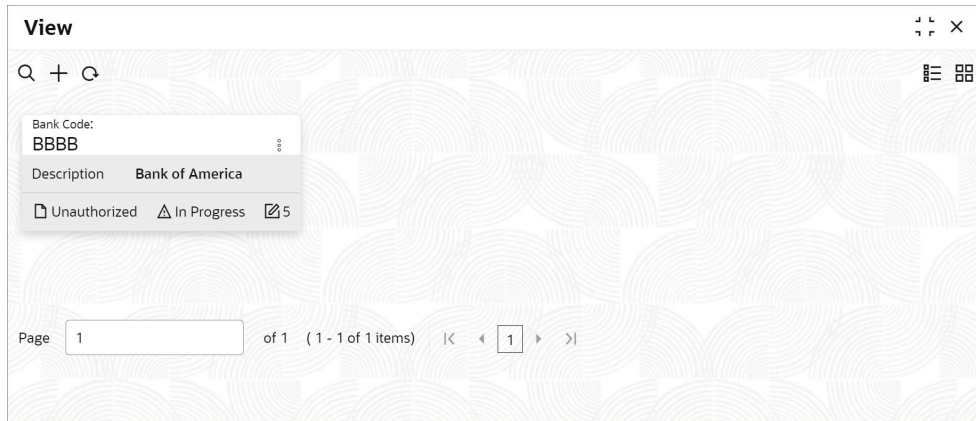 View
Bank Code:
BBBB
Description Bank of America
Unauthorized In Progress 5
Page 1 of 1 ( 1 - 1 of 1 items) 1